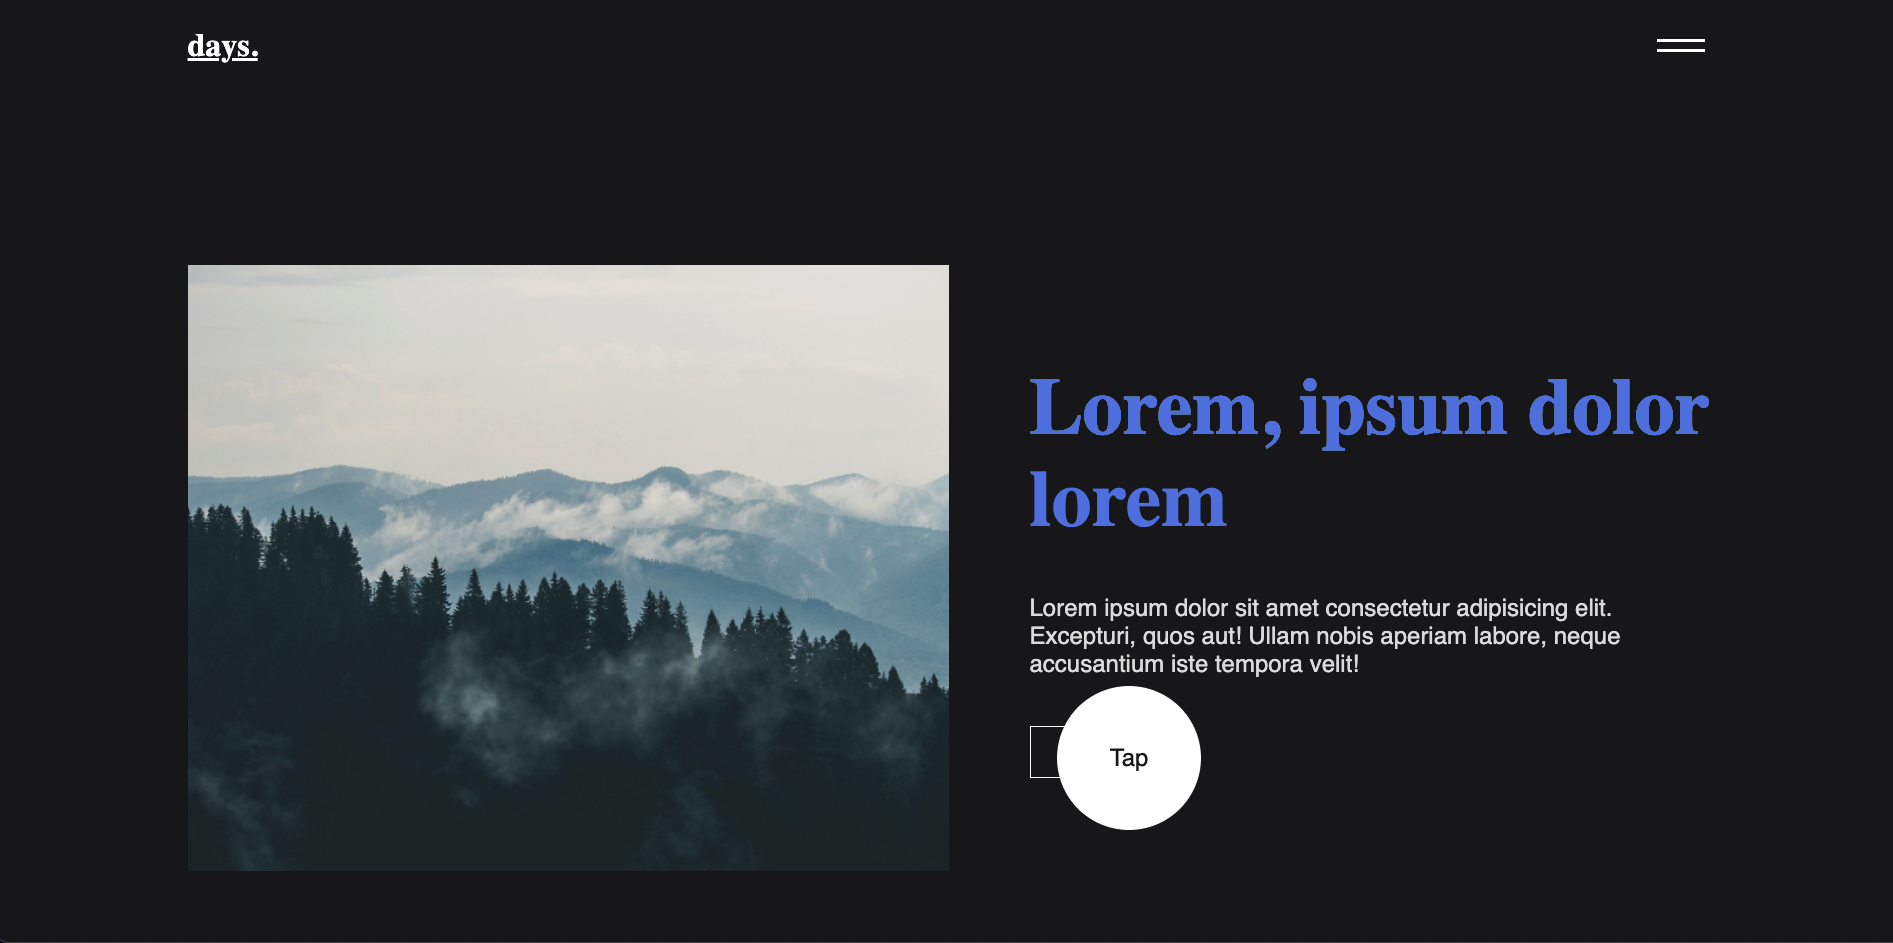 days.
Lorem, ipsum dolor
lorem
Lorem ipsum dolor sit amet consectetur adipisicing elit.
Excepturi, quos aut! Ullam nobis aperiam labore, neque
accusantium iste tempora velit!
Tap